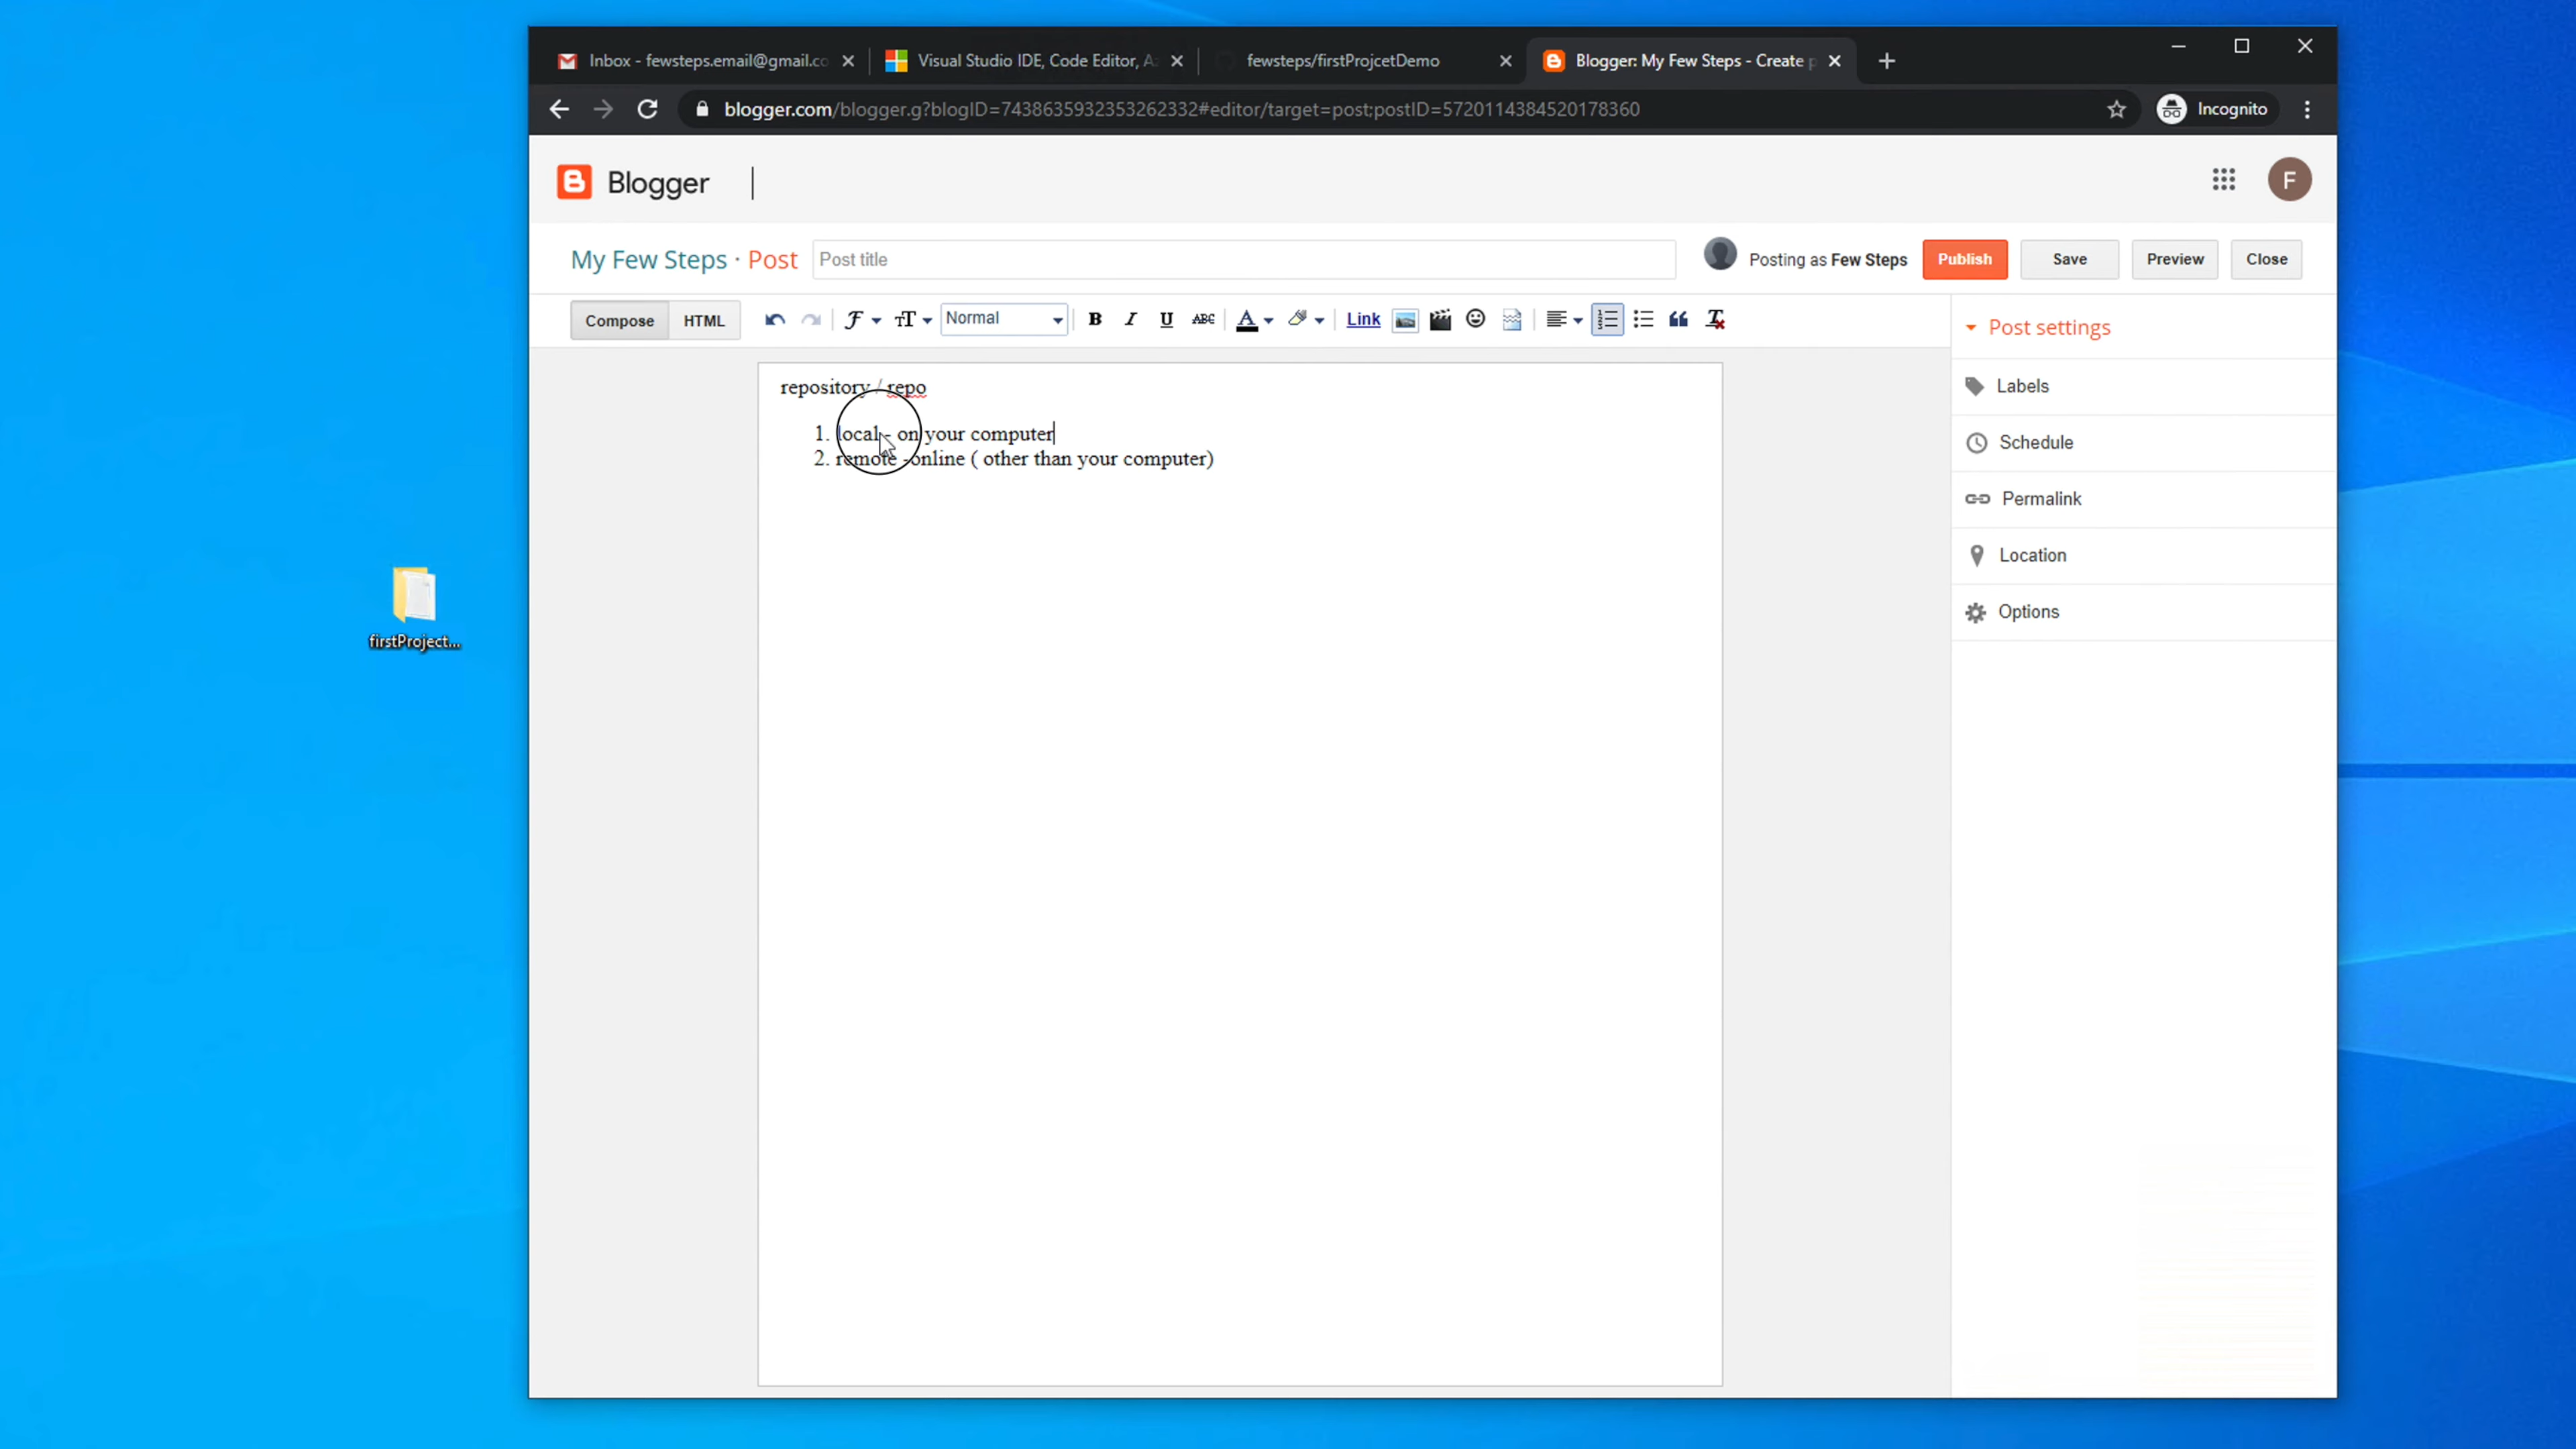 Inbox - fewsteps.email@gmail.co
Visual Studio IDE, Code Editor, A
fewsteps/firstProjcetDemo
Blogger: My Few Steps - Create p
blogger.com/blogger.g?blogID=7438635932353262332#editor/target=post;postID=5720114384520178360
Incognito
Blogger
F
My Few Steps · Post
Post title
Posting as Few Steps
Publish
Save
Preview
Close
Compose
HTML
Normal
B
I
U
ABC
A
Link
Post settings
repository / repo
1. local - on your computer
2. remote -online ( other than your computer)
Labels
Schedule
Permalink
Location
Options
firstProject...